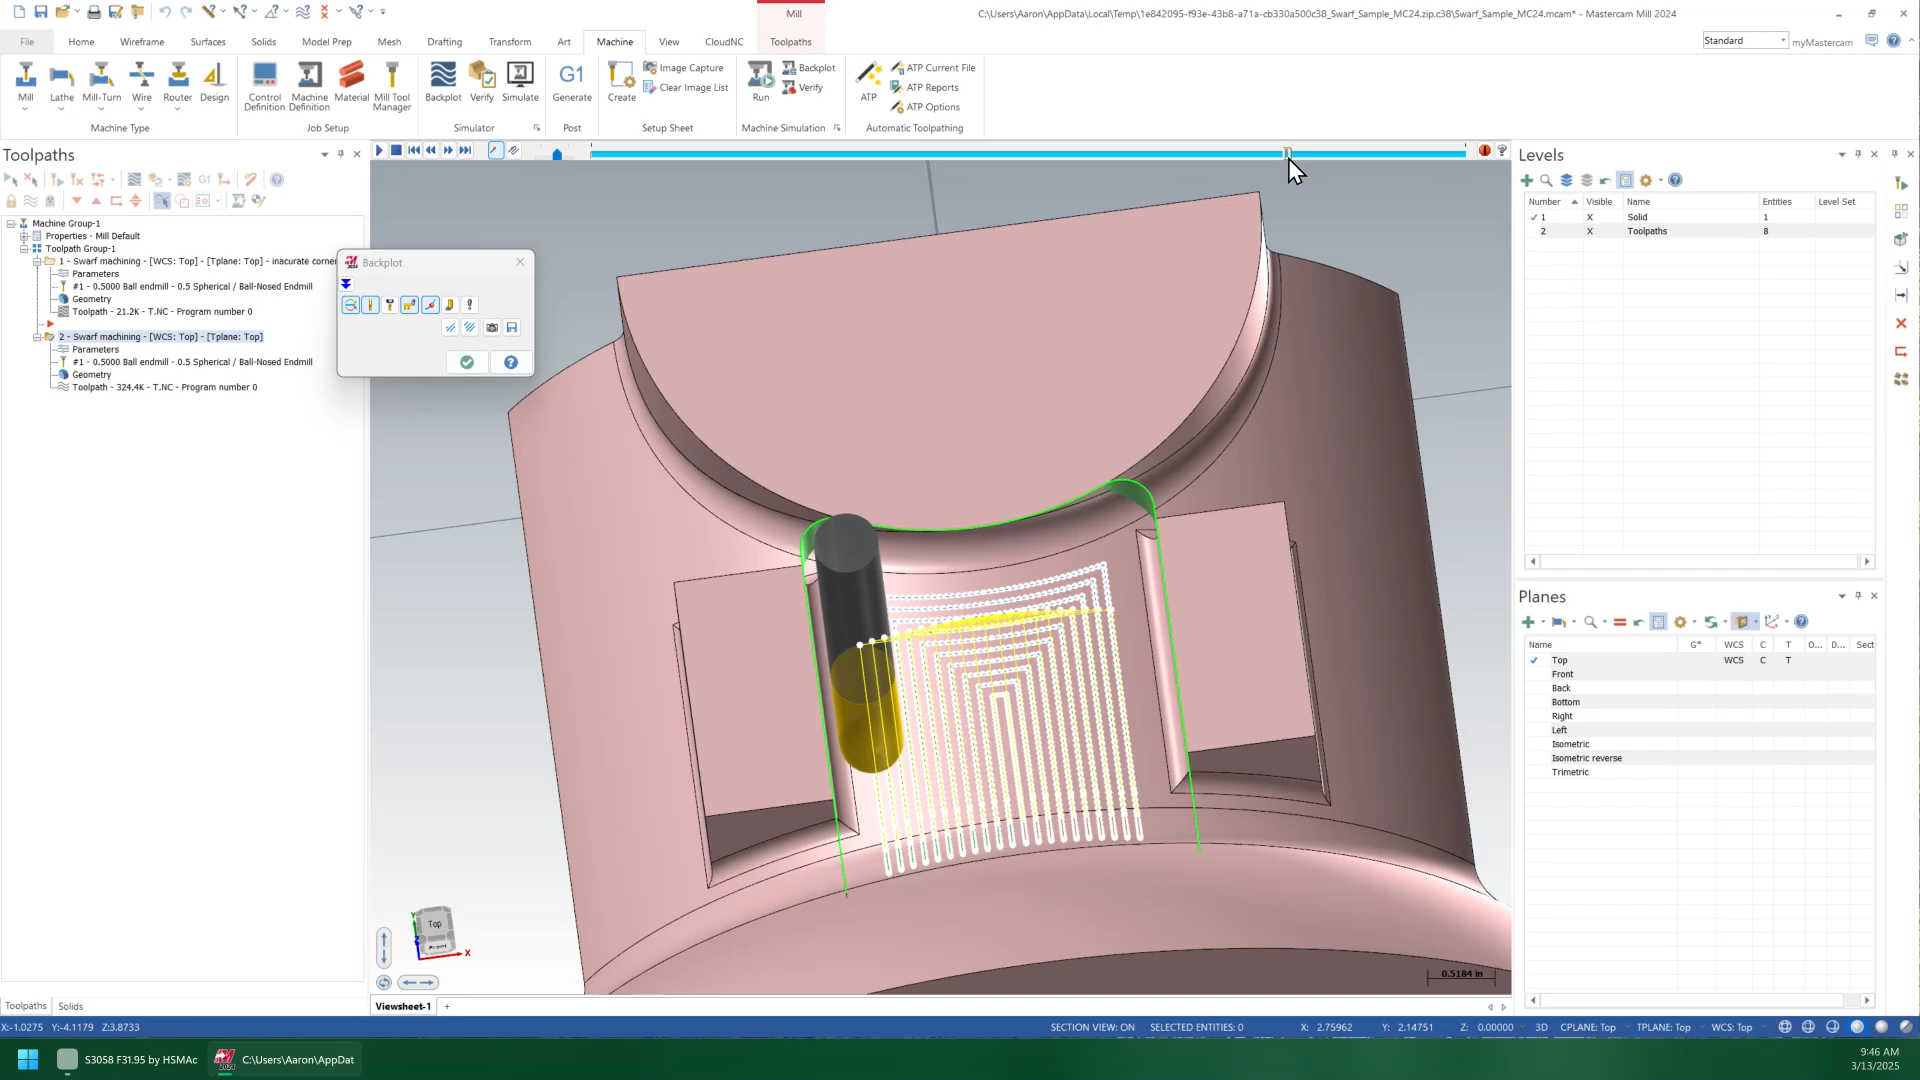 Mill
C:\Users\Aaron\AppData\Local\Temp\1e842095-f93e-43b8-a71a-cb330a500c38_Swarf_Sample_MC24.zip.c38\Swarf_Sample_MC24.mcam* - Mastercam Mill 2024
File Home Wireframe Surfaces Solids Model Prep Mesh Drafting Transform Art Machine View CloudNC Toolpaths
Standard myMastercam
Mill Lathe Mill-Turn Wire Router Design
Control Definition Machine Definition Material Mill Tool Manager
Backplot Verify Simulate
G1 Generate
Create Image Capture Clear Image List
Run Backplot Verify
ATP ATP Current File ATP Reports ATP Options
Machine Type Job Setup Simulator Post Setup Sheet Machine Simulation Automatic Toolpathing
Toolpaths
G1
Machine Group-1
Properties - Mill Default
Toolpath Group-1
1 - Swarf machining - [WCS: Top] - [Tplane: Top] - inacurate corner
Parameters
#1 - 0.5000 Ball endmill - 0.5 Spherical / Ball-Nosed Endmill
Geometry
Toolpath - 21.2K - T.NC - Program number 0
2 - Swarf machining - [WCS: Top] - [Tplane: Top]
Parameters
#1 - 0.5000 Ball endmill - 0.5 Spherical / Ball-Nosed Endmill
Geometry
Toolpath - 324.4K - T.NC - Program number 0
Toolpaths Solids
Backplot
Top
Front
Y
Z
X
0.5184 in
Viewsheet-1 +
Levels
Number Visible Name Entities Level Set
1 X Solid 1
2 X Toolpaths 8
Planes
Name G* WCS C T O... D... Sect
Top WCS C T
Front
Back
Bottom
Right
Left
Isometric
Isometric reverse
Trimetric
X:-1.0275 Y:-4.1179 Z:3.8733
SECTION VIEW: ON SELECTED ENTITIES: 0 X: 2.75962 Y: 2.14751 Z: 0.00000 3D CPLANE: Top TPLANE: Top WCS: Top
S3058 F31.95 by HSMAc
C:\Users\Aaron\AppDat
9:46 AM
3/13/2025